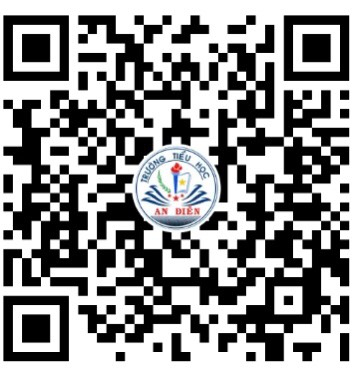 TRƯỜNG TIỂU HỌC
AN ĐIỀN